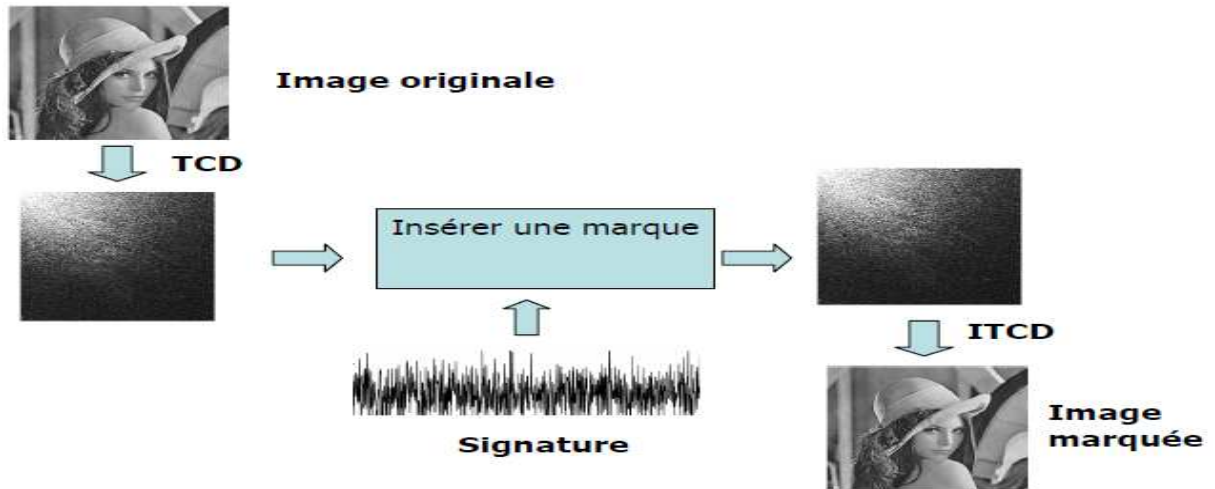 Image originale
TCD
Insérer une marque
ITCD
Signature
Image
marquée